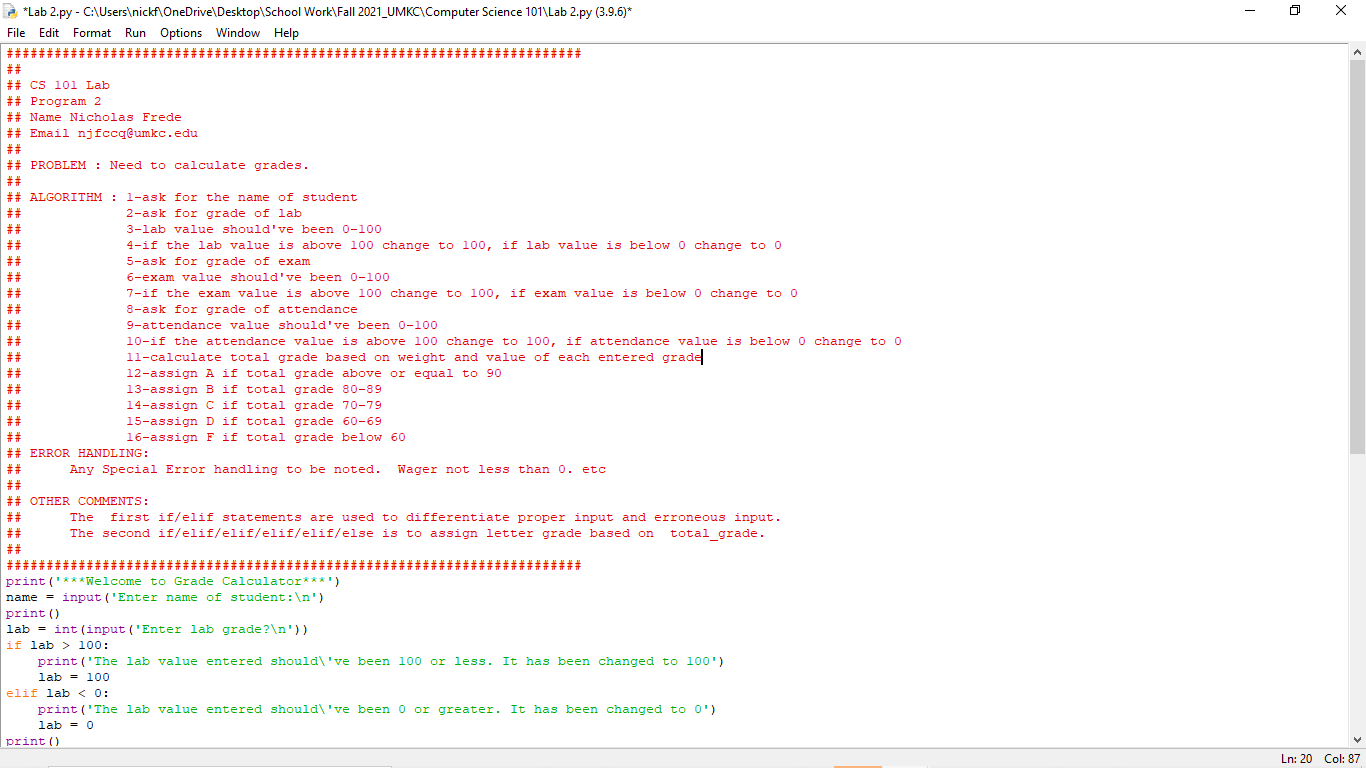 *Lab 2.py - C:\Users\nickf\OneDrive\Desktop\School Work\Fall 2021_UMKC\Computer Science 101\Lab 2.py (3.9.6)*
File Edit Format Run Options Window Help
########################################################################
##
## CS 101 Lab
## Program 2
## Name Nicholas Frede
## Email njfccq@umkc.edu
##
## PROBLEM : Need to calculate grades.
##
## ALGORITHM : 1-ask for the name of student
##             2-ask for grade of lab
##             3-lab value should've been 0-100
##             4-if the lab value is above 100 change to 100, if lab value is below 0 change to 0
##             5-ask for grade of exam
##             6-exam value should've been 0-100
##             7-if the exam value is above 100 change to 100, if exam value is below 0 change to 0
##             8-ask for grade of attendance
##             9-attendance value should've been 0-100
##             10-if the attendance value is above 100 change to 100, if attendance value is below 0 change to 0
##             11-calculate total grade based on weight and value of each entered grade
##             12-assign A if total grade above or equal to 90
##             13-assign B if total grade 80-89
##             14-assign C if total grade 70-79
##             15-assign D if total grade 60-69
##             16-assign F if total grade below 60
## ERROR HANDLING:
##      Any Special Error handling to be noted.  Wager not less than 0. etc
##
## OTHER COMMENTS:
##      The  first if/elif statements are used to differentiate proper input and erroneous input.
##      The second if/elif/elif/elif/elif/else is to assign letter grade based on  total_grade.
##
########################################################################
print('***Welcome to Grade Calculator***')
name = input('Enter name of student:\n')
print()
lab = int(input('Enter lab grade?\n'))
if lab > 100:
    print('The lab value entered should\'ve been 100 or less. It has been changed to 100')
    lab = 100
elif lab < 0:
    print('The lab value entered should\'ve been 0 or greater. It has been changed to 0')
    lab = 0
print()
Ln: 20 Col: 87